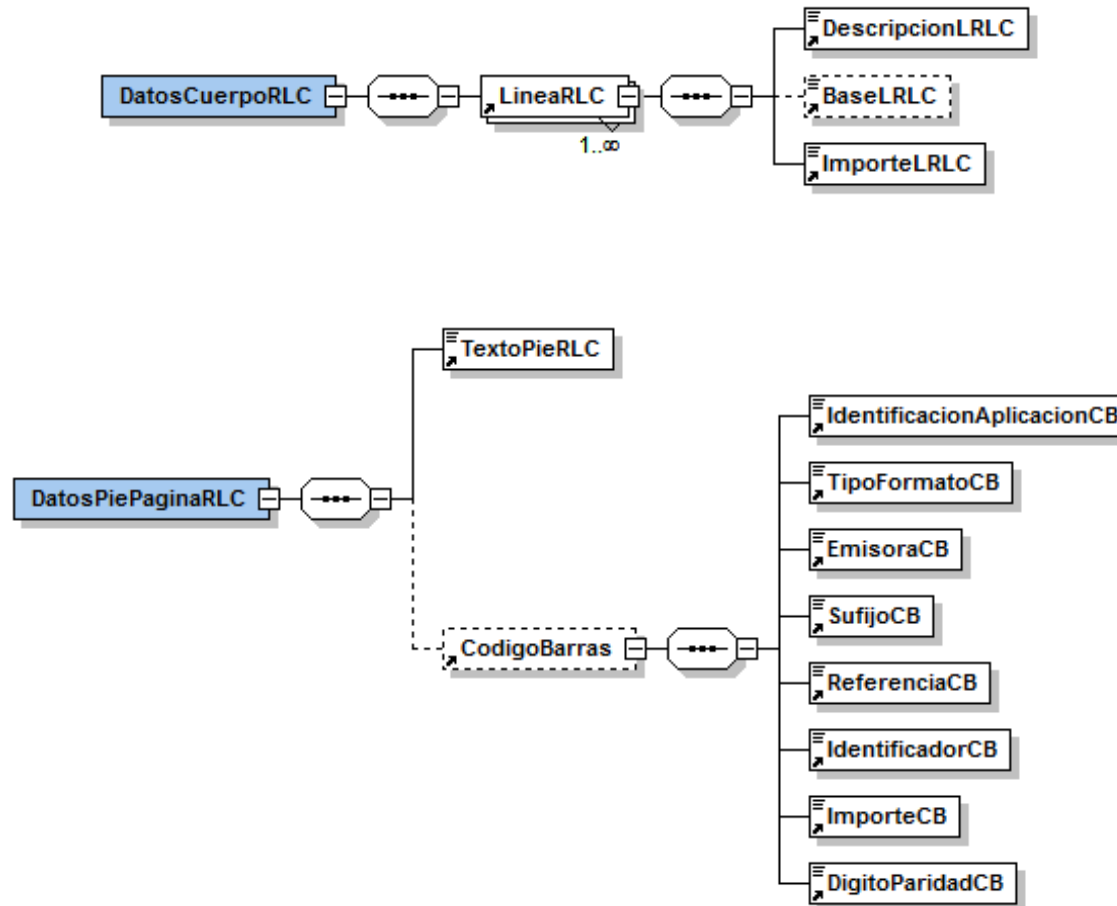 DescripcionLRLC
DatosCuerpoRLC
LineaRLC
BaseLRLC
1..∞
ImporteLRLC
TextoPieRLC
IdentificacionAplicacionCB
TipoFormatoCB
DatosPiePaginaRLC
EmisoraCB
SufijoCB
CodigoBarras
ReferenciaCB
IdentificadorCB
ImporteCB
DigitoParidadCB